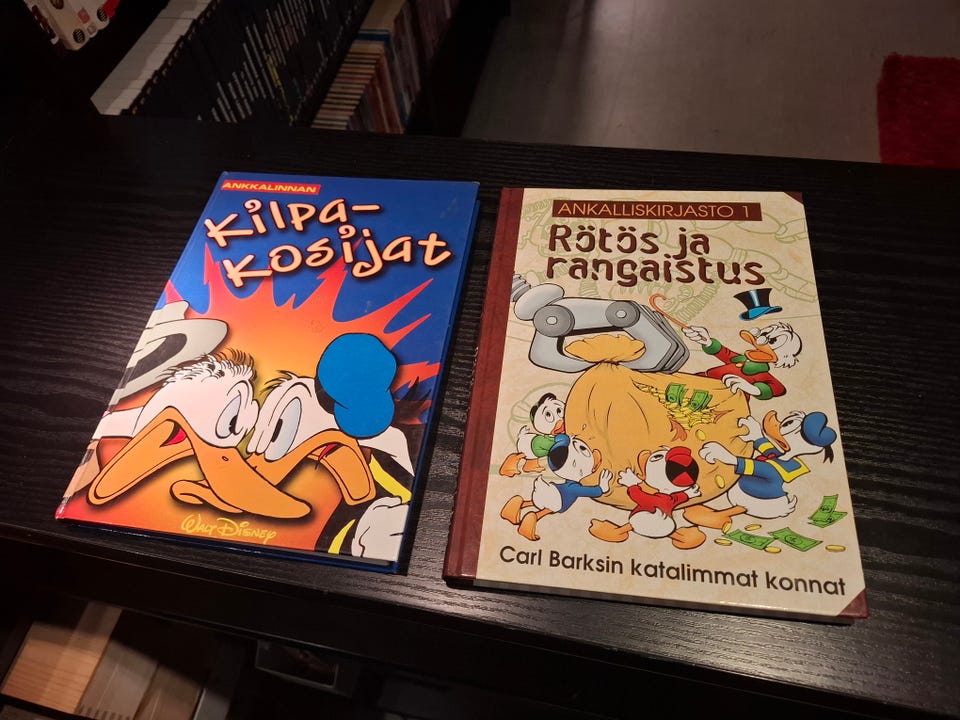 ANKKALINNAN
Kilpa-
kosijat
Walt Disney
ANKALLISKIRJASTO 1
Rötös ja
rangaistus
Carl Barksin katalimmat konnat